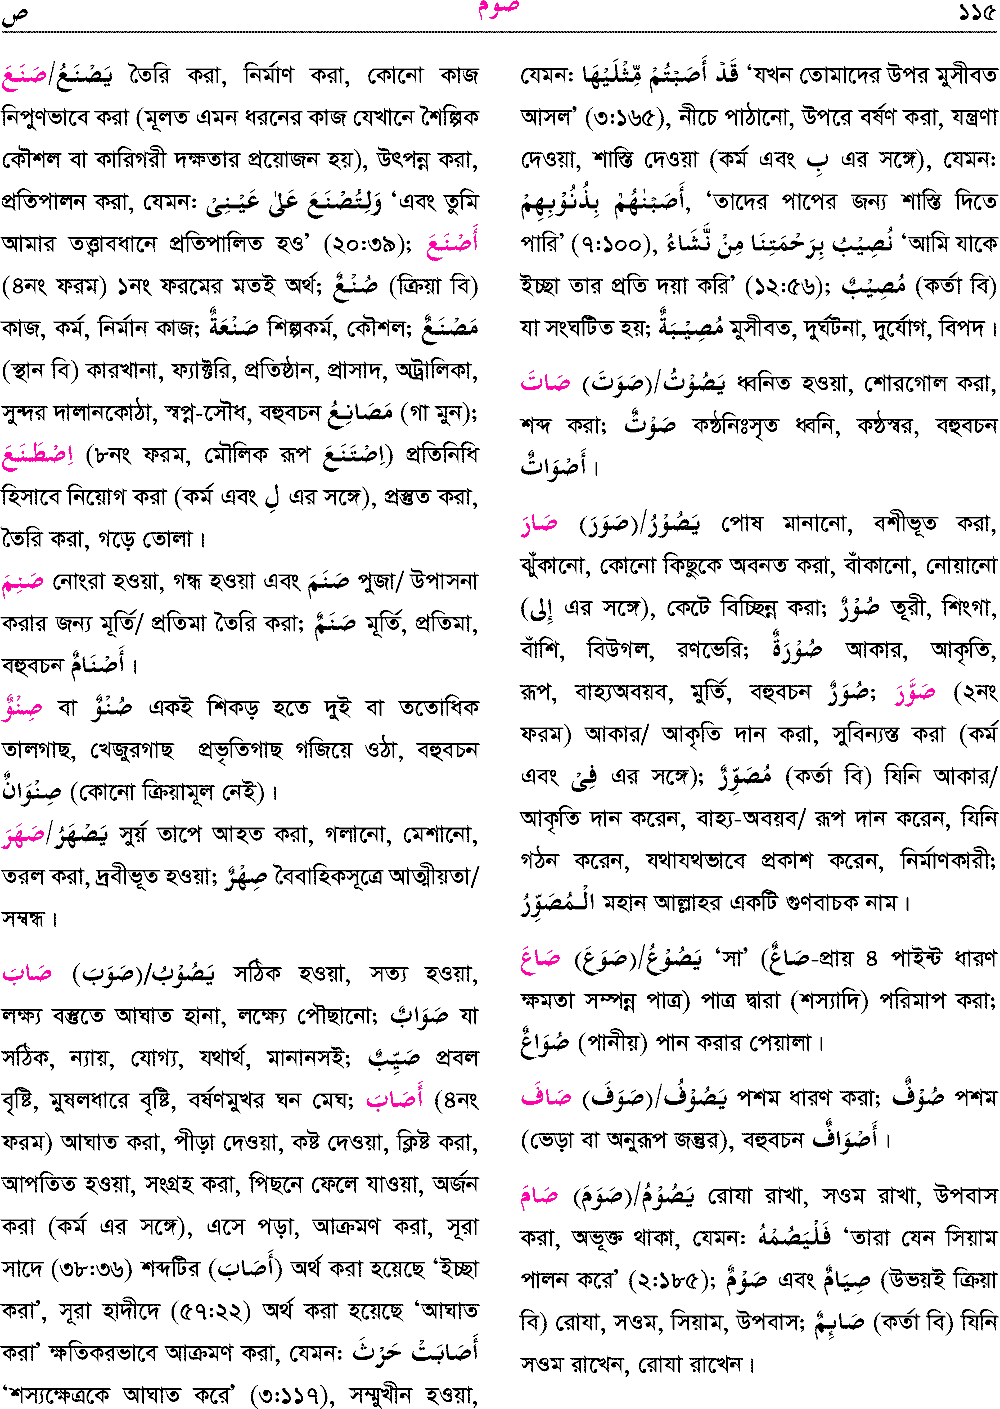 ص صوم ১১৫
صَنَعَ/يَصْنَعُ তৈরি করা, নির্মাণ করা, কোনো কাজ
নিপুণভাবে করা (মূলত এমন ধরনের কাজ যেখানে শৈল্পিক
কৌশল বা কারিগরী দক্ষতার প্রয়োজন হয়), উৎপন্ন করা,
প্রতিপালন করা, যেমন: وَلِتُصْنَعَ عَلٰى عَيْنِىْ ‘এবং তুমি
আমার তত্ত্বাবধানে প্রতিপালিত হও’ (২০:৩৯); أَصْنَعَ
(৪নং ফরম) ১নং ফরমের মতই অর্থ; صُنْعٌ (ক্রিয়া বি)
কাজ, কর্ম, নির্মান কাজ; صَنْعَةٌ শিল্পকর্ম, কৌশল; مَصْنَعٌ
(স্থান বি) কারখানা, ফ্যাক্টরি, প্রতিষ্ঠান, প্রাসাদ, অট্রালিকা,
সুন্দর দালানকোঠা, স্বপ্ন-সৌধ, বহুবচন مَصَانِعُ (গা মুন);
اِصْطَنَعَ (৮নং ফরম, মৌলিক রূপ اِصْتَنَعَ) প্রতিনিধি
হিসাবে নিয়োগ করা (কর্ম এবং لِ এর সঙ্গে), প্রস্তুত করা,
তৈরি করা, গড়ে তোলা।
صَنِمَ নোংরা হওয়া, গন্ধ হওয়া এবং صَنَمَ পুজা/ উপাসনা
করার জন্য মূর্তি/ প্রতিমা তৈরি করা; صَنَمٌ মূর্তি, প্রতিমা,
বহুবচন أَصْنَامٌ।
صِنْوٌ বা صُنْوٌ একই শিকড় হতে দুই বা ততোধিক
তালগাছ, খেজুরগাছ প্রভৃতিগাছ গজিয়ে ওঠা, বহুবচন
صِنْوَانٌ (কোনো ক্রিয়ামূল নেই)।
صَهَرَ/يَصْهَرُ সুর্য তাপে আহত করা, গলানো, মেশানো,
তরল করা, দ্রবীভূত হওয়া; صِهْرٌ বৈবাহিকসূত্রে আত্মীয়তা/
সম্বন্ধ।
صَابَ (صَوَبَ)/يَصُوْبُ সঠিক হওয়া, সত্য হওয়া,
লক্ষ্য বস্তুতে আঘাত হানা, লক্ষ্যে পৌছানো; صَوَابٌ যা
সঠিক, ন্যায়, যোগ্য, যথার্থ, মানানসই; صَيِّبٌ প্রবল
বৃষ্টি, মুষলধারে বৃষ্টি, বর্ষণমুখর ঘন মেঘ; أَصَابَ (৪নং
ফরম) আঘাত করা, পীড়া দেওয়া, কষ্ট দেওয়া, ক্লিষ্ট করা,
আপতিত হওয়া, সংগ্রহ করা, পিছনে ফেলে যাওয়া, অর্জন
করা (কর্ম এর সঙ্গে), এসে পড়া, আক্রমণ করা, সূরা
সাদে (৩৮:৩৬) শব্দটির (أَصَابَ) অর্থ করা হয়েছে ‘ইচ্ছা
করা’, সূরা হাদীদে (৫৭:২২) অর্থ করা হয়েছে ‘আঘাত
করা’ ক্ষতিকরভাবে আক্রমণ করা, যেমন: أَصَابَتْ حَرْثَ
‘শস্যক্ষেত্রকে আঘাত করে’ (৩:১১৭), সম্মুখীন হওয়া,
যেমন: قَدْ أَصَبْتُمْ مِّثْلَيْهَا ‘যখন তোমাদের উপর মুসীবত
আসল’ (৩:১৬৫), নীচে পাঠানো, উপরে বর্ষণ করা, যন্ত্রণা
দেওয়া, শাস্তি দেওয়া (কর্ম এবং بِ এর সঙ্গে), যেমন:
أَصَبْنٰهُمْ بِذُنُوْبِهِمْ, ‘তাদের পাপের জন্য শাস্তি দিতে
পারি’ (৭:১০০), نُصِيْبُ بِرَحْمَتِنَا مِنْ نَّشَاءُ ‘আমি যাকে
ইচ্ছা তার প্রতি দয়া করি’ (১২:৫৬); مُصِيْبٌ (কর্তা বি)
যা সংঘটিত হয়; مُصِيْبَةٌ মুসীবত, দুর্ঘটনা, দুর্যোগ, বিপদ।
صَاتَ (صَوَتَ)/يَصُوْتُ ধ্বনিত হওয়া, শোরগোল করা,
শব্দ করা; صَوْتٌ কণ্ঠনিঃসৃত ধ্বনি, কণ্ঠস্বর, বহুবচন
أَصْوَاتٌ।
صَارَ (صَوَرَ)/يَصُوْرُ পোষ মানানো, বশীভূত করা,
ঝুঁকানো, কোনো কিছুকে অবনত করা, বাঁকানো, নোয়ানো
(إِلٰى এর সঙ্গে), কেটে বিচ্ছিন্ন করা; صُوْرٌ তূরী, শিংগা,
বাঁশি, বিউগল, রণভেরি; صُوْرَةٌ আকার, আকৃতি,
রূপ, বাহ্যঅবয়ব, মুর্তি, বহুবচন صُوَرٌ; صَوَّرَ (২নং
ফরম) আকার/ আকৃতি দান করা, সুবিন্যস্ত করা (কর্ম
এবং فِىْ এর সঙ্গে); مُصَوِّرٌ (কর্তা বি) যিনি আকার/
আকৃতি দান করেন, বাহ্য-অবয়ব/ রূপ দান করেন, যিনি
গঠন করেন, যথাযথভাবে প্রকাশ করেন, নির্মাণকারী;
الْمُصَوِّرُ মহান আল্লাহর একটি গুণবাচক নাম।
صَاعَ (صَوَعَ)/يَصُوْعُ ‘সা’ (صَاعٌ-প্রায় ৪ পাইন্ট ধারণ
ক্ষমতা সম্পন্ন পাত্র) পাত্র দ্বারা (শস্যাদি) পরিমাপ করা;
صُوَاعٌ (পানীয়) পান করার পেয়ালা।
صَافَ (صَوَفَ)/يَصُوْفُ পশম ধারণ করা; صُوْفٌ পশম
(ভেড়া বা অনুরূপ জন্তুর), বহুবচন أَصْوَافٌ।
صَامَ (صَوَمَ)/يَصُوْمُ রোযা রাখা, সওম রাখা, উপবাস
করা, অভূক্ত থাকা, যেমন: فَلْيَصُمْهُ ‘তারা যেন সিয়াম
পালন করে’ (২:১৮৫); صَوْمٌ এবং صِيَامٌ (উভয়ই ক্রিয়া
বি) রোযা, সওম, সিয়াম, উপবাস; صَايِمٌ (কর্তা বি) যিনি
সওম রাখেন, রোযা রাখেন।